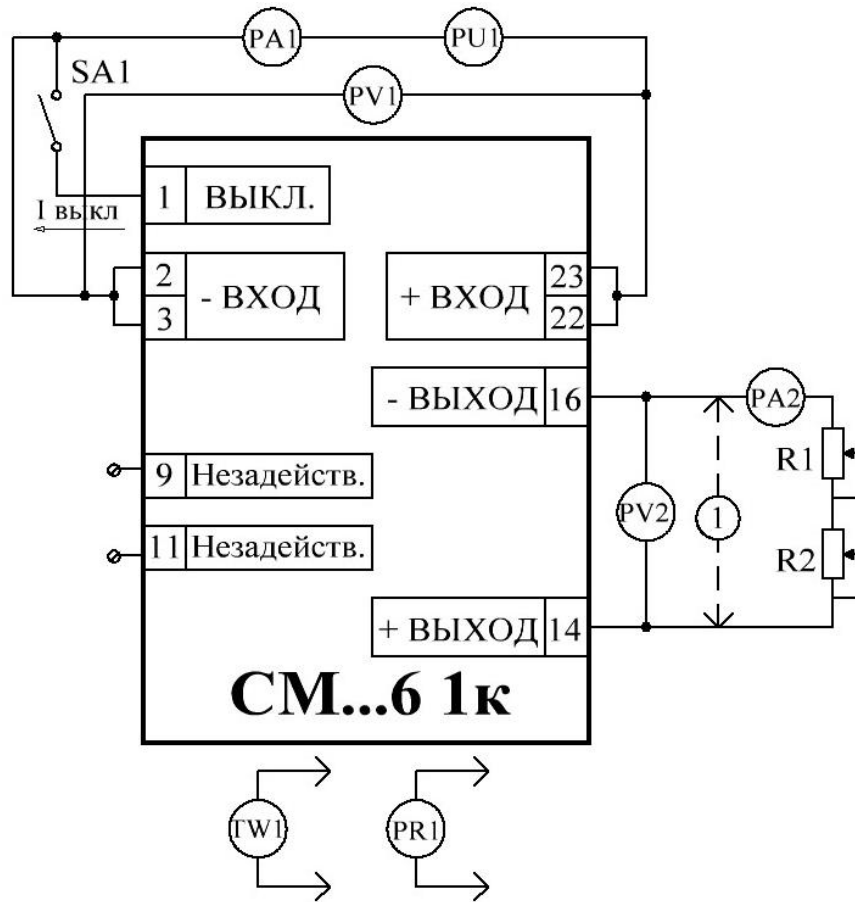 PA1 PU1
SA1
PV1
1 ВЫКЛ.
I выкл
2
3
- ВХОД
+ ВХОД
23
22
- ВЫХОД 16
PA2
R1
9 Незадейств.
PV2
1
11 Незадейств.
R2
+ ВЫХОД 14
СМ...6 1к
ГW1 PR1